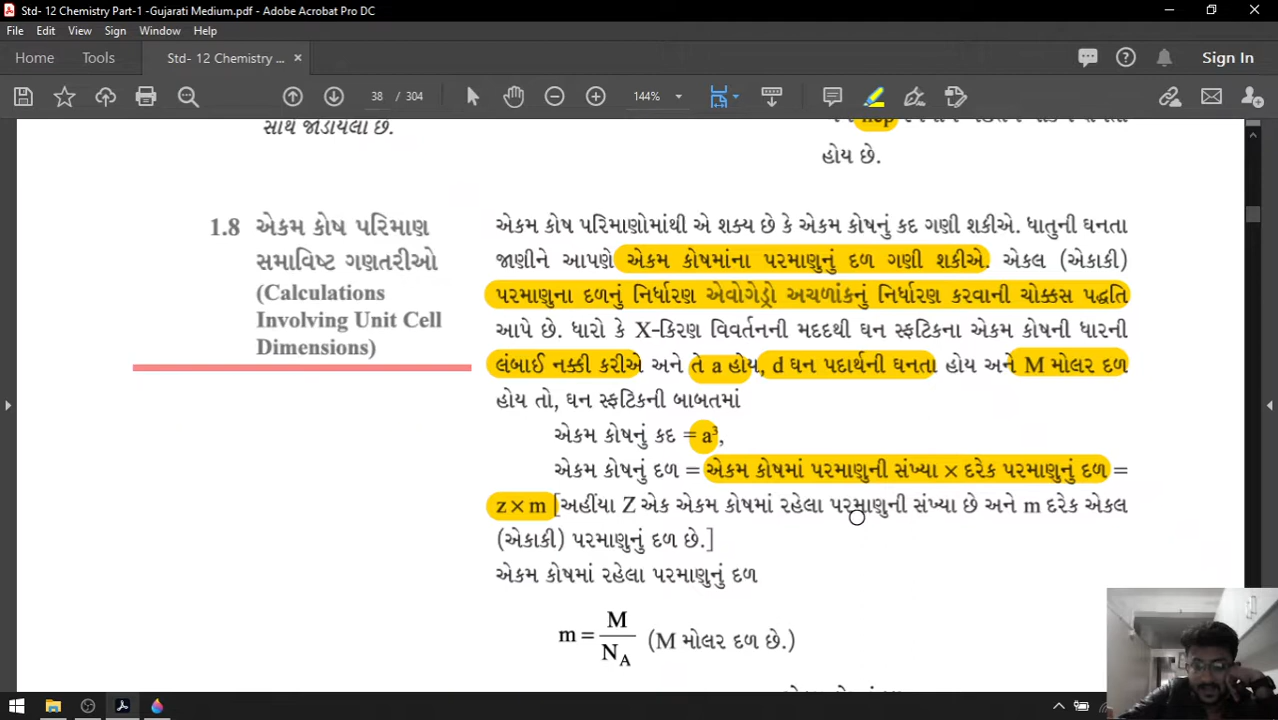 Std- 12 Chemistry Part-1 -Gujarati Medium.pdf - Adobe Acrobat Pro DC
File Edit View Sign Window Help
Home Tools Std- 12 Chemistry ... × Sign In
38 / 304 144%
સાથે જોડાયેલા છે.
hcp
હોય છે.
1.8 એકમ કોષ પરિમાણ
સમાવિષ્ટ ગણતરીઓ
(Calculations
Involving Unit Cell
Dimensions)
એકમ કોષ પરિમાણોમાંથી એ શક્ય છે કે એકમ કોષનું કદ ગણી શકીએ. ધાતુની ઘનતા
જાણીને આપણે એકમ કોષમાંના પરમાણુનું દળ ગણી શકીએ. એકલ (એકાકી)
પરમાણુના દળનું નિર્ધારણ એવોગેડ્રો અચળાંકનું નિર્ધારણ કરવાની ચોક્કસ પદ્ધતિ
આપે છે. ધારો કે X-કિરણ વિવર્તનની મદદથી ઘન સ્ફટિકના એકમ કોષની ધારની
લંબાઈ નક્કી કરીએ અને તે a હોય, d ઘન પદાર્થની ઘનતા હોય અને M મોલર દળ
હોય તો, ઘન સ્ફટિકની બાબતમાં
એકમ કોષનું કદ = a³,
એકમ કોષનું દળ = એકમ કોષમાં પરમાણુની સંખ્યા × દરેક પરમાણુનું દળ =
z × m [અહીંયા Z એક એકમ કોષમાં રહેલા પરમાણુની સંખ્યા છે અને m દરેક એકલ
(એકાકી) પરમાણુનું દળ છે.]
એકમ કોષમાં રહેલા પરમાણુનું દળ
m = M / N_A (M મોલર દળ છે.)